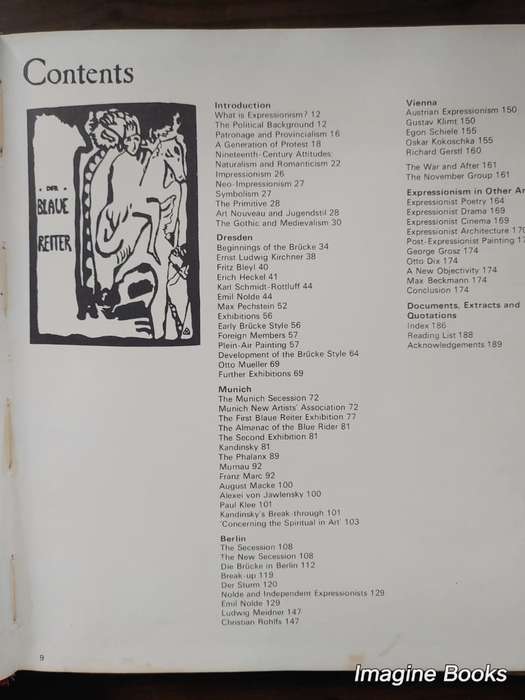 Contents
DER
BLAUE
REITER
Introduction
What is Expressionism? 12
The Political Background 12
Patronage and Provincialism 16
A Generation of Protest 18
Nineteenth-Century Attitudes:
Naturalism and Romanticism 22
Impressionism 26
Neo-Impressionism 27
Symbolism 27
The Primitive 28
Art Nouveau and Jugendstil 28
The Gothic and Medievalism 30
Dresden
Beginnings of the Brücke 34
Ernst Ludwig Kirchner 38
Fritz Bleyl 40
Erich Heckel 41
Karl Schmidt-Rottluff 44
Emil Nolde 44
Max Pechstein 52
Exhibitions 56
Early Brücke Style 56
Foreign Members 57
Plein-Air Painting 57
Development of the Brücke Style 64
Otto Mueller 69
Further Exhibitions 69
Munich
The Munich Secession 72
Munich New Artists' Association 72
The First Blaue Reiter Exhibition 77
The Almanac of the Blue Rider 81
The Second Exhibition 81
Kandinsky 81
The Phalanx 89
Murnau 92
Franz Marc 92
August Macke 100
Alexei von Jawlensky 100
Paul Klee 101
Kandinsky's Break-through 101
'Concerning the Spiritual in Art' 103
Berlin
The Secession 108
The New Secession 108
Die Brücke in Berlin 112
Break-up 119
Der Sturm 120
Nolde and Independent Expressionists 129
Emil Nolde 129
Ludwig Meidner 147
Christian Rohlfs 147
Vienna
Austrian Expressionism 150
Gustav Klimt 150
Egon Schiele 155
Oskar Kokoschka 155
Richard Gerstl 160
The War and After 161
The November Group 161
Expressionism in Other Ar
Expressionist Poetry 164
Expressionist Drama 169
Expressionist Cinema 169
Expressionist Architecture 170
Post-Expressionist Painting
George Grosz 174
Otto Dix 174
A New Objectivity 174
Max Beckmann 174
Conclusion 174
Documents, Extracts and
Quotations
Index 186
Reading List 188
Acknowledgements 189
9
Imagine Books